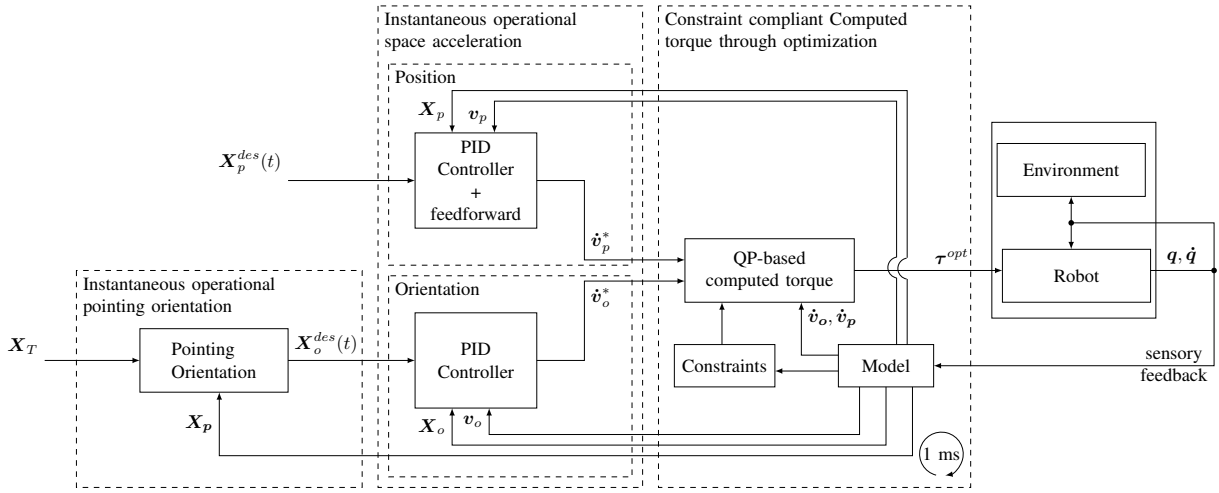 Instantaneous operational
space acceleration
Constraint compliant Computed
torque through optimization
Position
X_p
v_p
PID
Controller
+
feedforward
X_p^{des}(t)
v̇_p^*
Environment
QP-based
computed torque
τ^{opt}
Robot
q, q̇
Instantaneous operational
pointing orientation
Orientation
v̇_o^*
v̇_o, v̇_p
X_T
Pointing
Orientation
X_o^{des}(t)
PID
Controller
Constraints
Model
sensory
feedback
X_p
X_o
v_o
1 ms